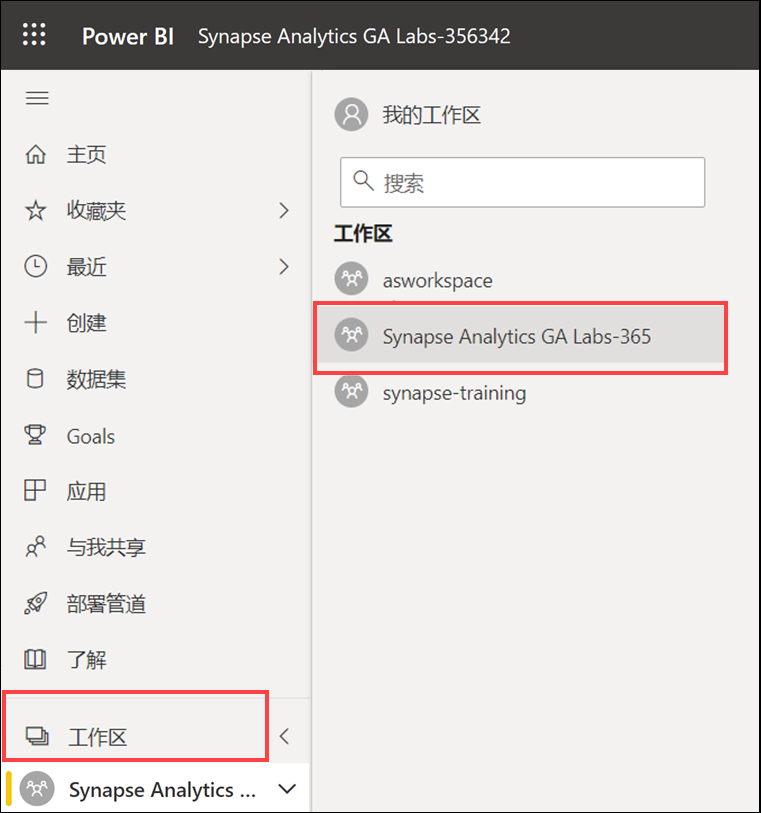 Power BI Synapse Analytics GA Labs-356342
主页
收藏夹
最近
创建
数据集
Goals
应用
与我共享
部署管道
了解
工作区
Synapse Analytics ...
我的工作区
搜索
工作区
asworkspace
Synapse Analytics GA Labs-365
synapse-training